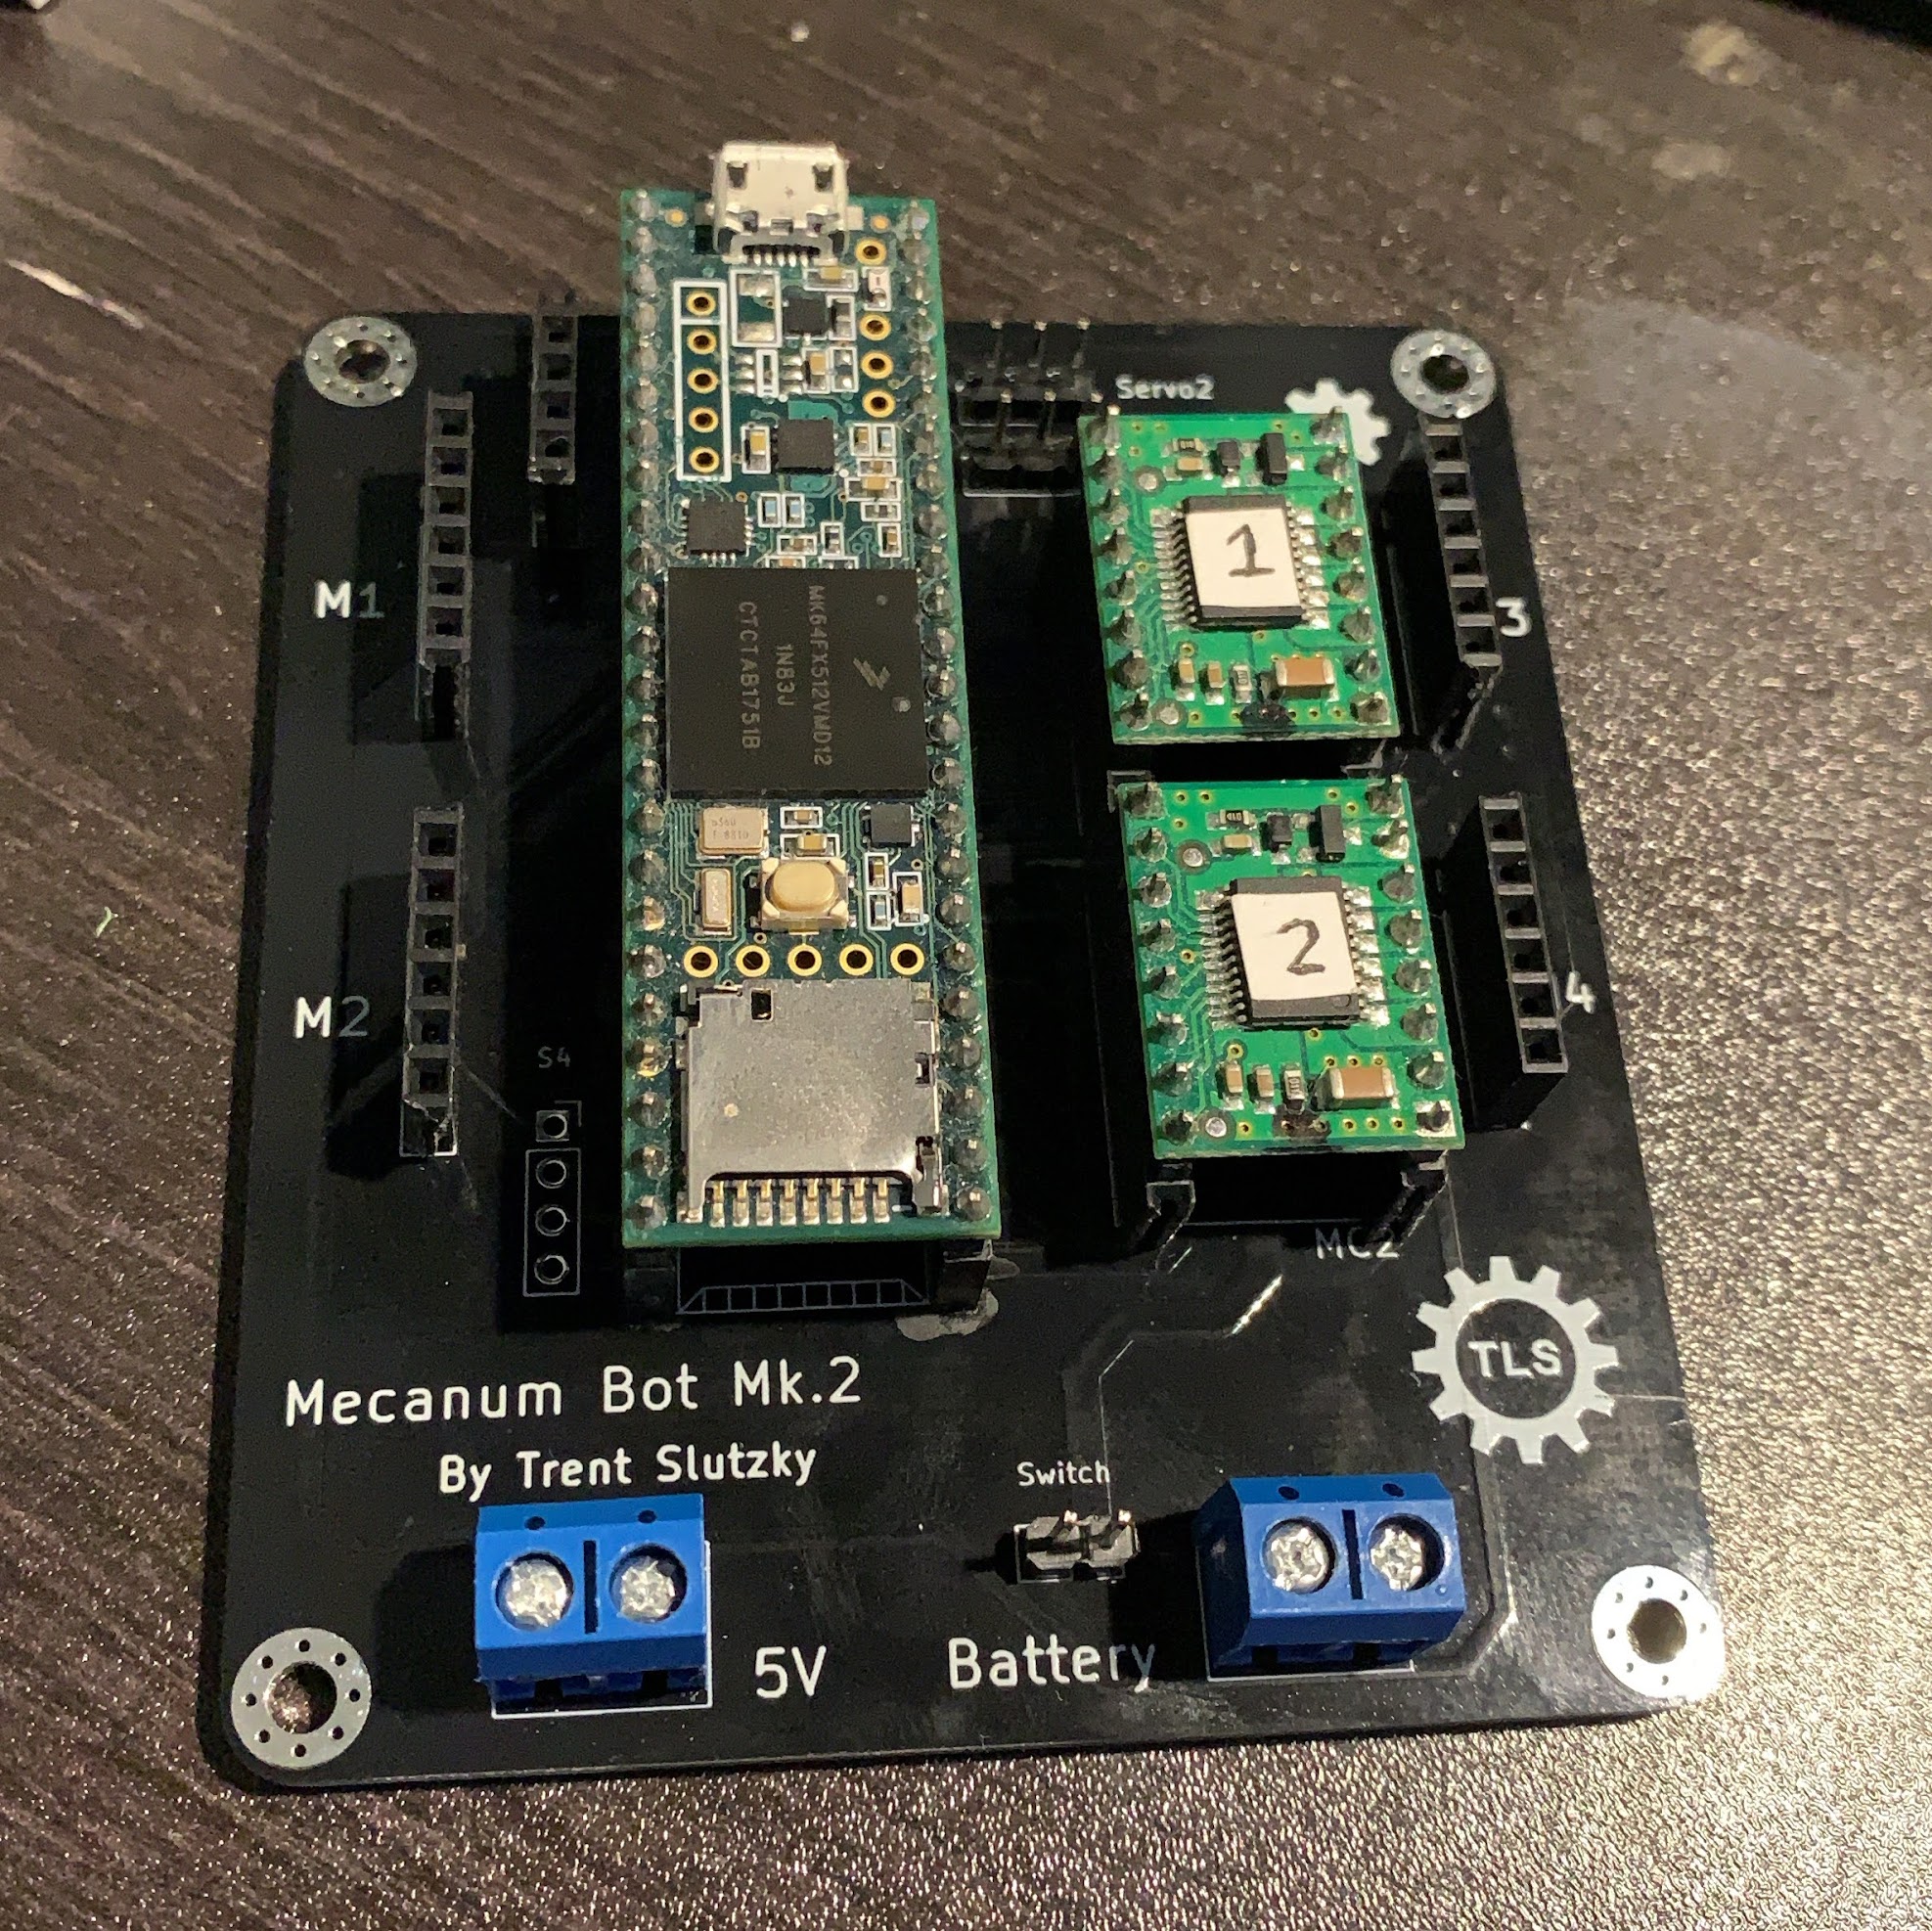 Servo2
1
M1
3
MK64FX512VMD12
1N83J
CTCTAB1751B
2
M2
4
S4
MC2
TLS
Mecanum Bot Mk.2
By Trent Slutzky
Switch
5V
Battery